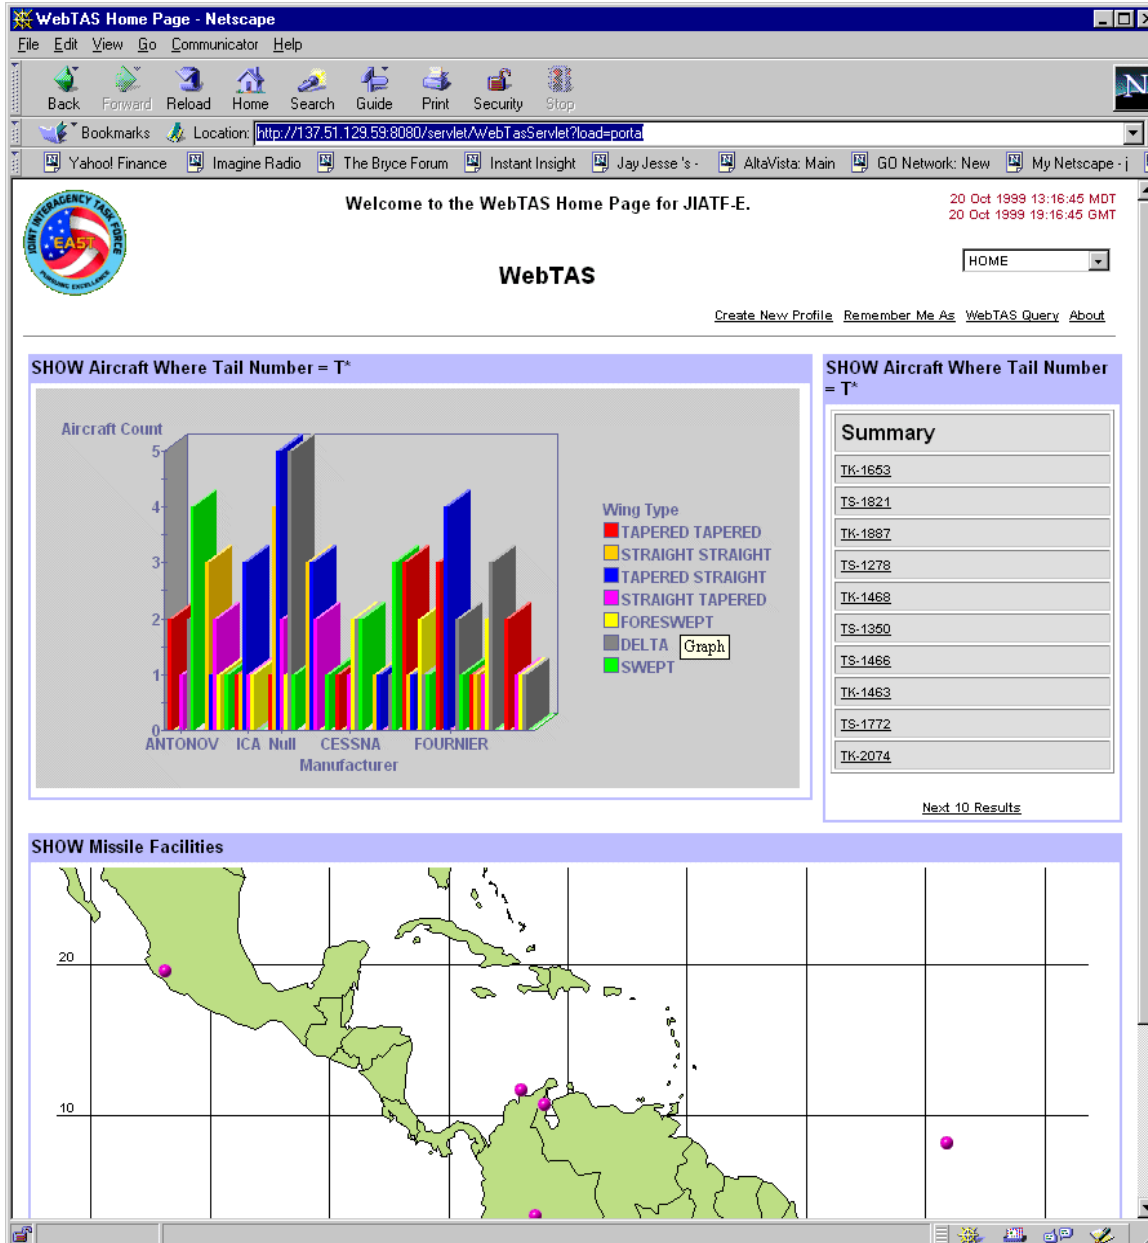 WebTAS Home Page - Netscape
File Edit View Go Communicator Help
Back Forward Reload Home Search Guide Print Security Stop
N
Bookmarks Location: http://137.51.129.59:8080/servlet/WebTasServlet?load=portal
Yahoo! Finance Imagine Radio The Bryce Forum Instant Insight Jay Jesse 's - AltaVista: Main GO Network: New My Netscape - j
JOINT INTERAGENCY TASK FORCE
EAST
PURSUING EXCELLENCE
Welcome to the WebTAS Home Page for JIATF-E.
20 Oct 1999 13:16:45 MDT
20 Oct 1999 19:16:45 GMT
WebTAS
HOME
Create New Profile Remember Me As WebTAS Query About
SHOW Aircraft Where Tail Number = T*
Aircraft Count
5
4
3
2
1
0
ANTONOV ICA Null CESSNA FOURNIER
Manufacturer
Wing Type
TAPERED TAPERED
STRAIGHT STRAIGHT
TAPERED STRAIGHT
STRAIGHT TAPERED
FORESWEPT
DELTA
Graph
SWEPT
SHOW Aircraft Where Tail Number
= T*
Summary
TK-1653
TS-1821
TK-1887
TS-1278
TK-1468
TS-1350
TS-1466
TK-1463
TS-1772
TK-2074
Next 10 Results
SHOW Missile Facilities
20
10